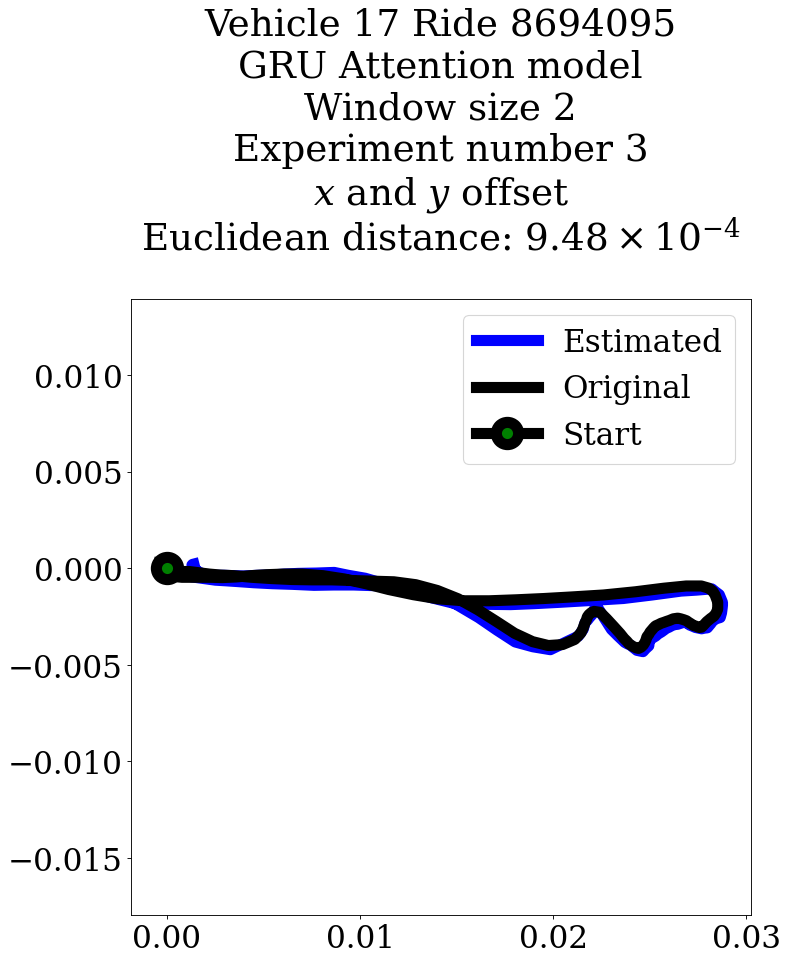 Vehicle 17 Ride 8694095
GRU Attention model
Window size 2
Experiment number 3
x and y offset
Euclidean distance: 9.48 × 10⁻⁴
Estimated
Original
Start
0.010
0.005
0.000
−0.005
−0.010
−0.015
0.00 0.01 0.02 0.03